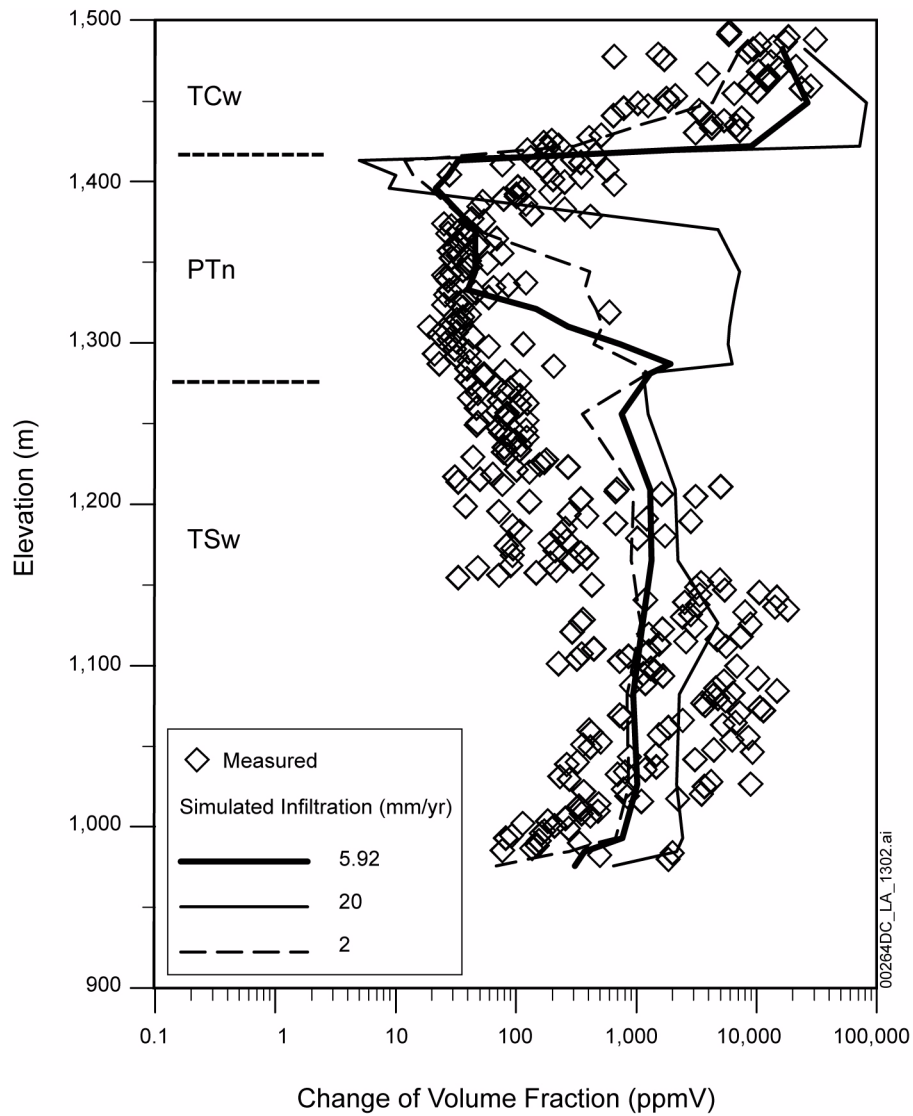 1,500
TCw
1,400
PTn
1,300
Elevation (m)
1,200
TSw
1,100
Measured
Simulated Infiltration (mm/yr)
1,000
5.92
20
2
00264DC_LA_1302.ai
900
0.1 1 10 100 1,000 10,000 100,000
Change of Volume Fraction (ppmV)